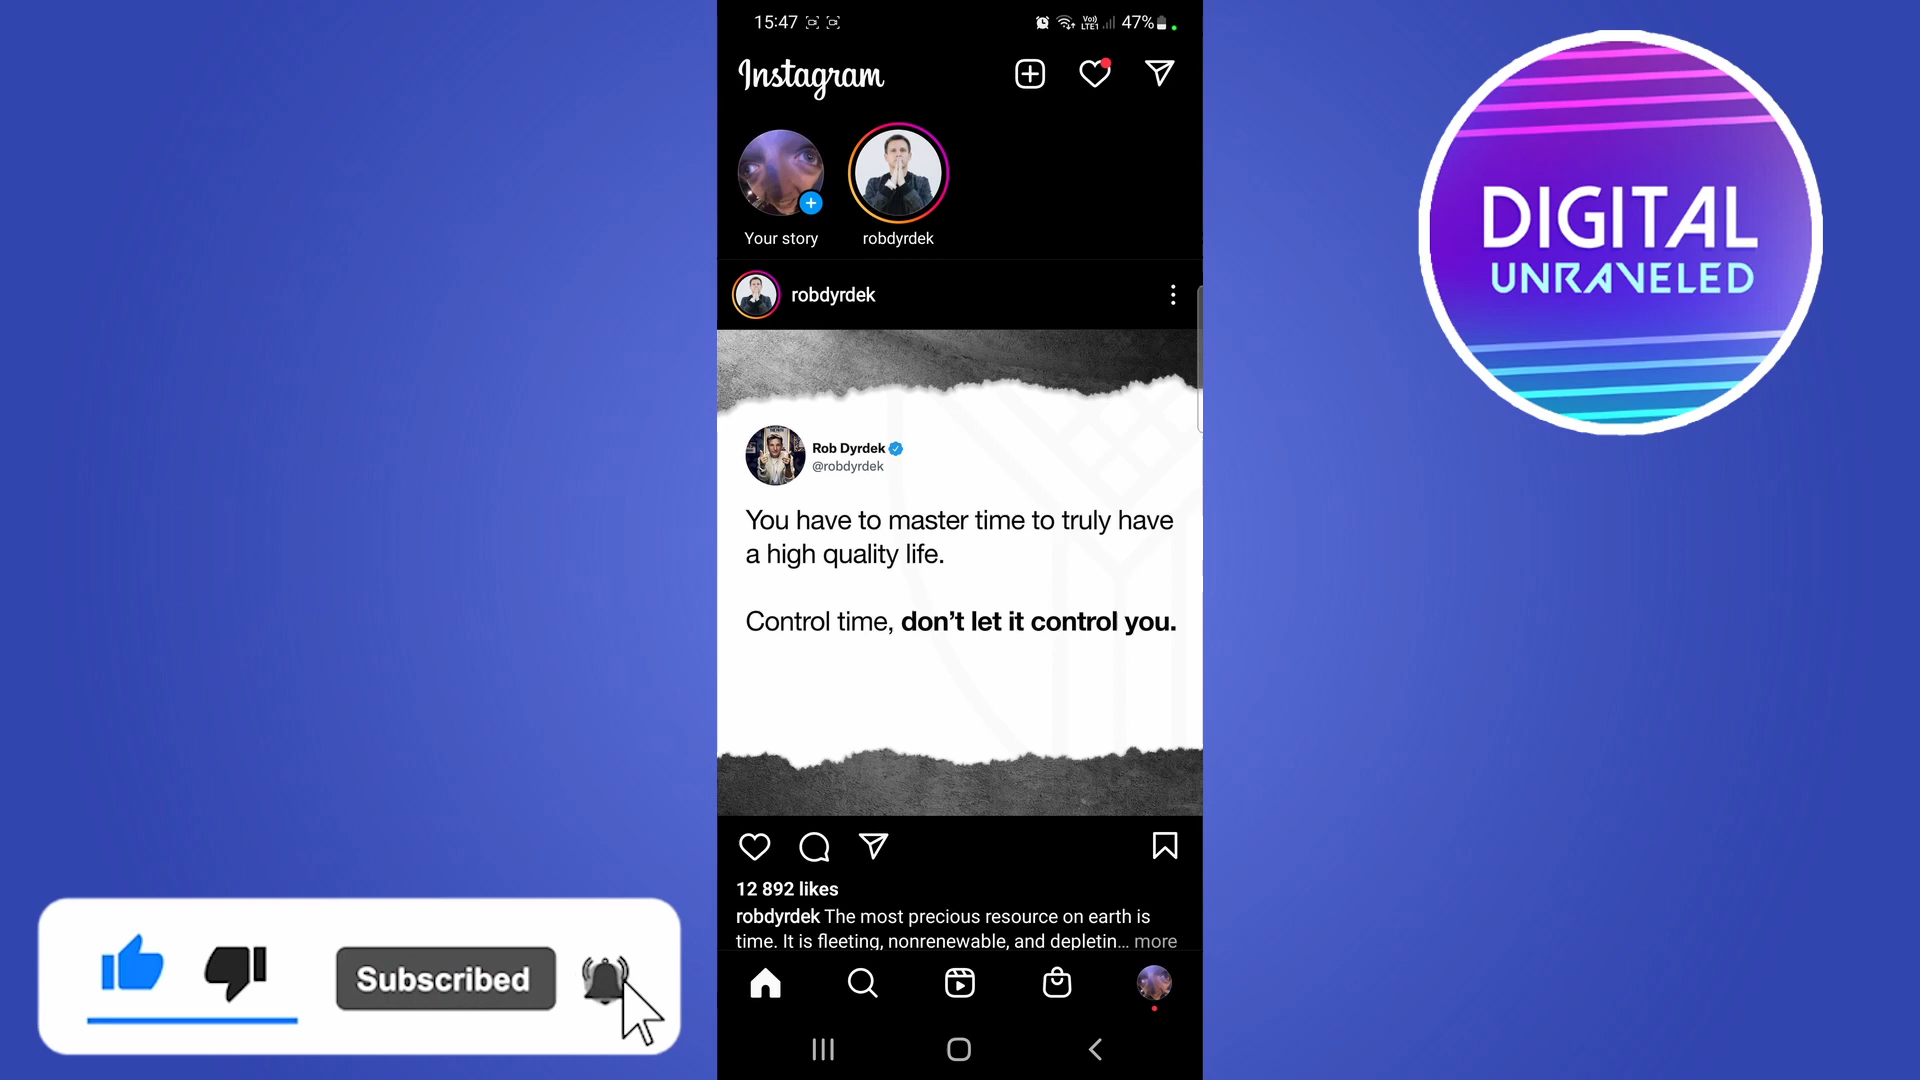 15:47
Vo)
LTE1
47%
Instagram
Your story
robdyrdek
robdyrdek
DIGITAL
UNRAVELED
Rob Dyrdek
@robdyrdek
You have to master time to truly have
a high quality life.
Control time, don't let it control you.
12 892 likes
robdyrdek The most precious resource on earth is
time. It is fleeting, nonrenewable, and depletin... more
Subscribed